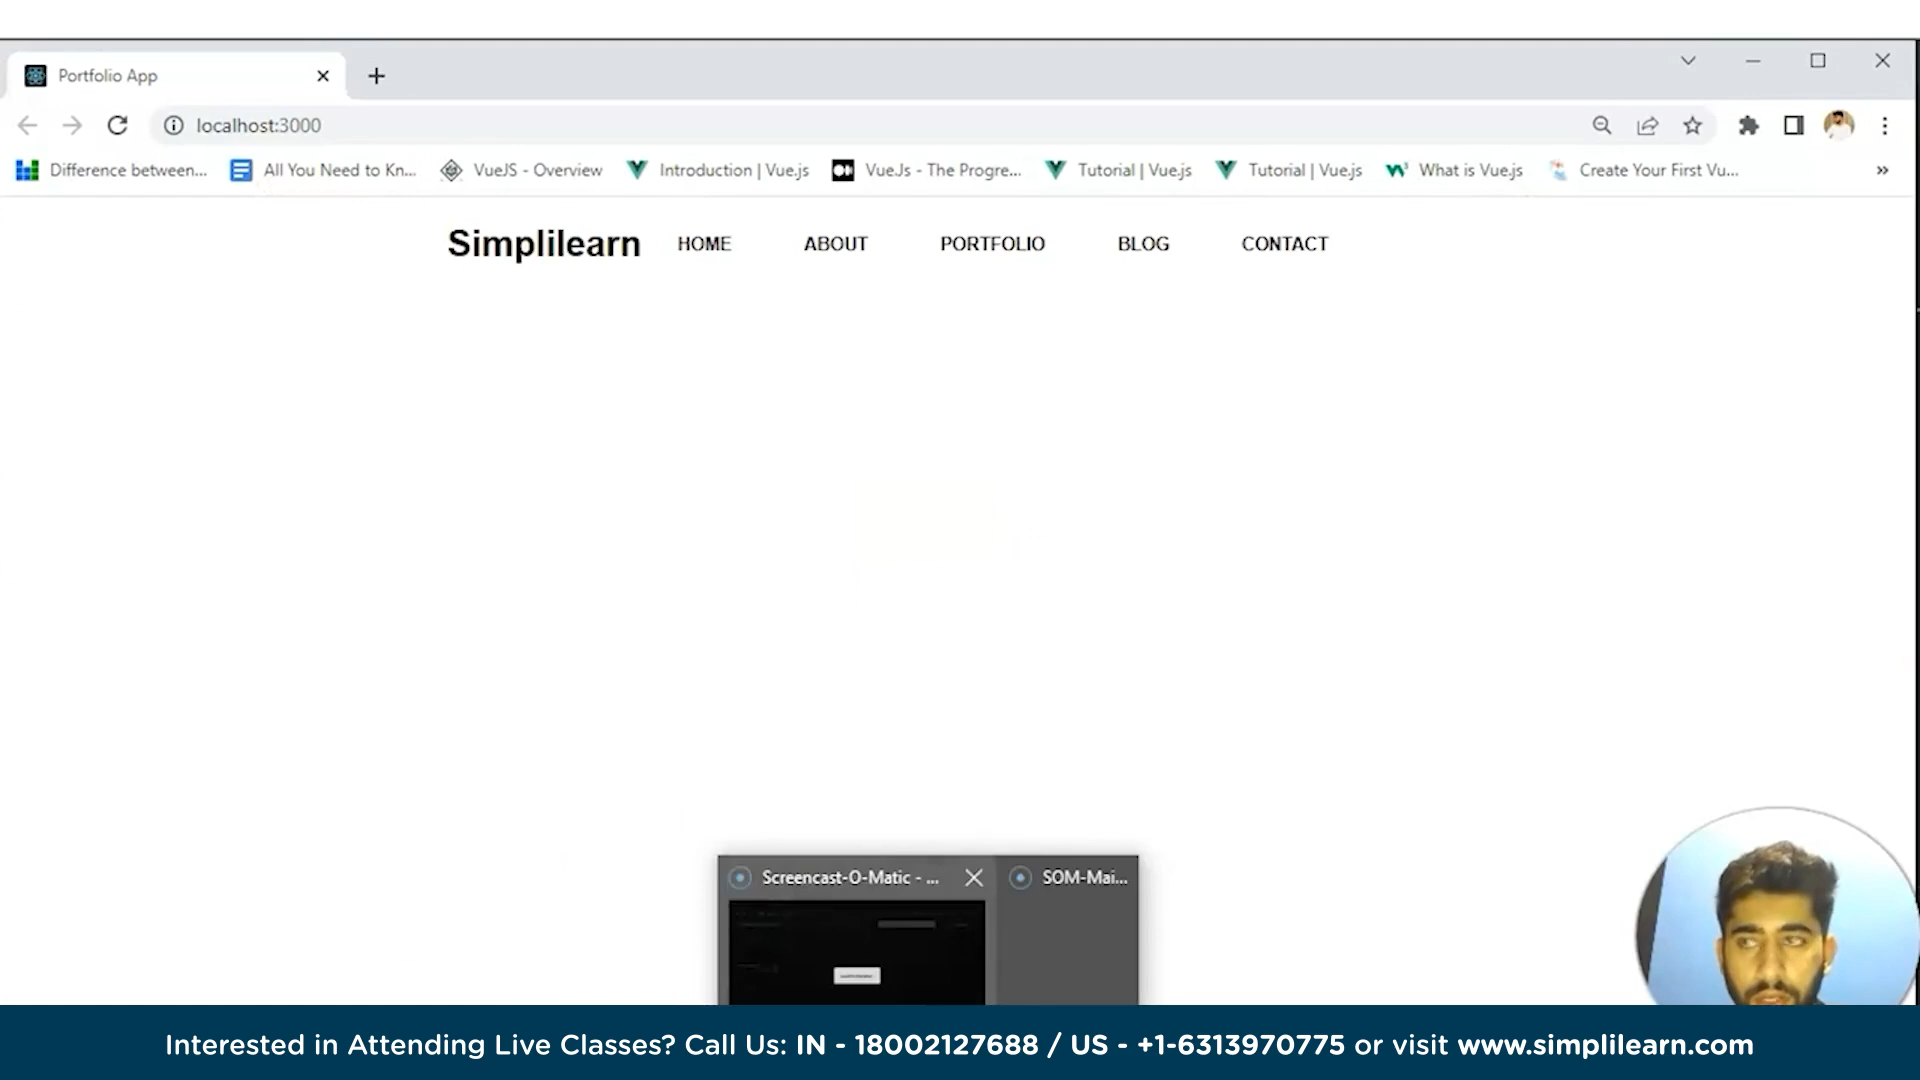 Portfolio App
localhost:3000
Difference between... All You Need to Kn... VueJS - Overview Introduction | Vue.js VueJs - The Progre... Tutorial | Vue.js Tutorial | Vue.js What is Vue.js Create Your First Vu... »
Simplilearn HOME ABOUT PORTFOLIO BLOG CONTACT
Screencast-O-Matic - ... SOM-Mai...
Interested in Attending Live Classes? Call Us: IN - 18002127688 / US - +1-6313970775 or visit www.simplilearn.com